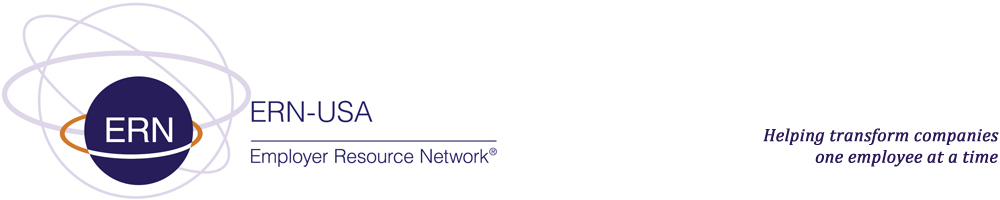 ERN
ERN-USA
Employer Resource Network®
Helping transform companies
one employee at a time